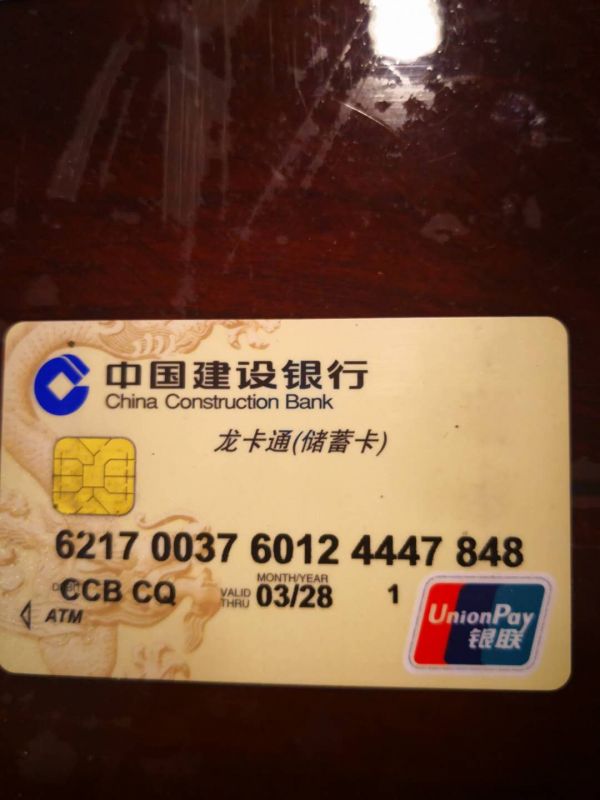 中国建设银行
China Construction Bank
龙卡通(储蓄卡)
6217 0037 6012 4447 848
CCB CQ VALID THRU MONTH/YEAR 03/28 1
ATM
UnionPay
银联